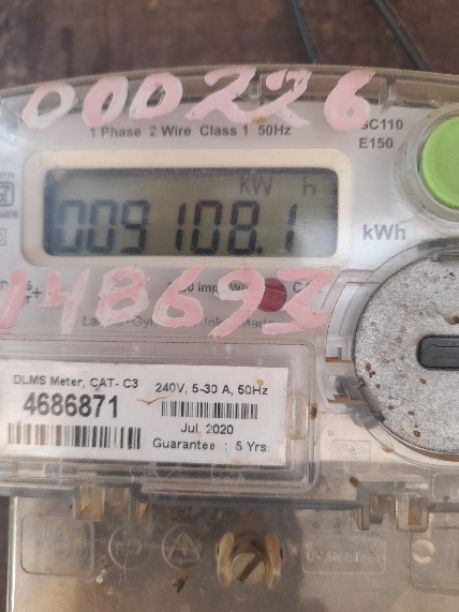 000226
1 Phase 2 Wire Class 1 50Hz
E150
kW h
009108.1
kWh
148693
DLMS Meter, CAT- C3
240V, 5-30 A, 50Hz
4686871
Jul, 2020
Guarantee : 5 Yrs.